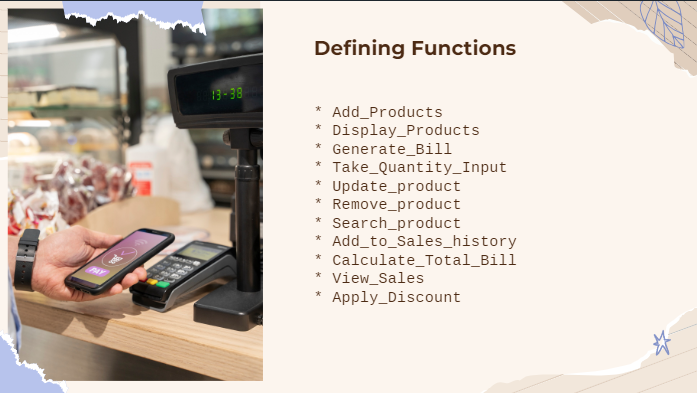 Defining Functions
* Add_Products
* Display_Products
* Generate_Bill
* Take_Quantity_Input
* Update_product
* Remove_product
* Search_product
* Add_to_Sales_history
* Calculate_Total_Bill
* View_Sales
* Apply_Discount
13-38
PAY